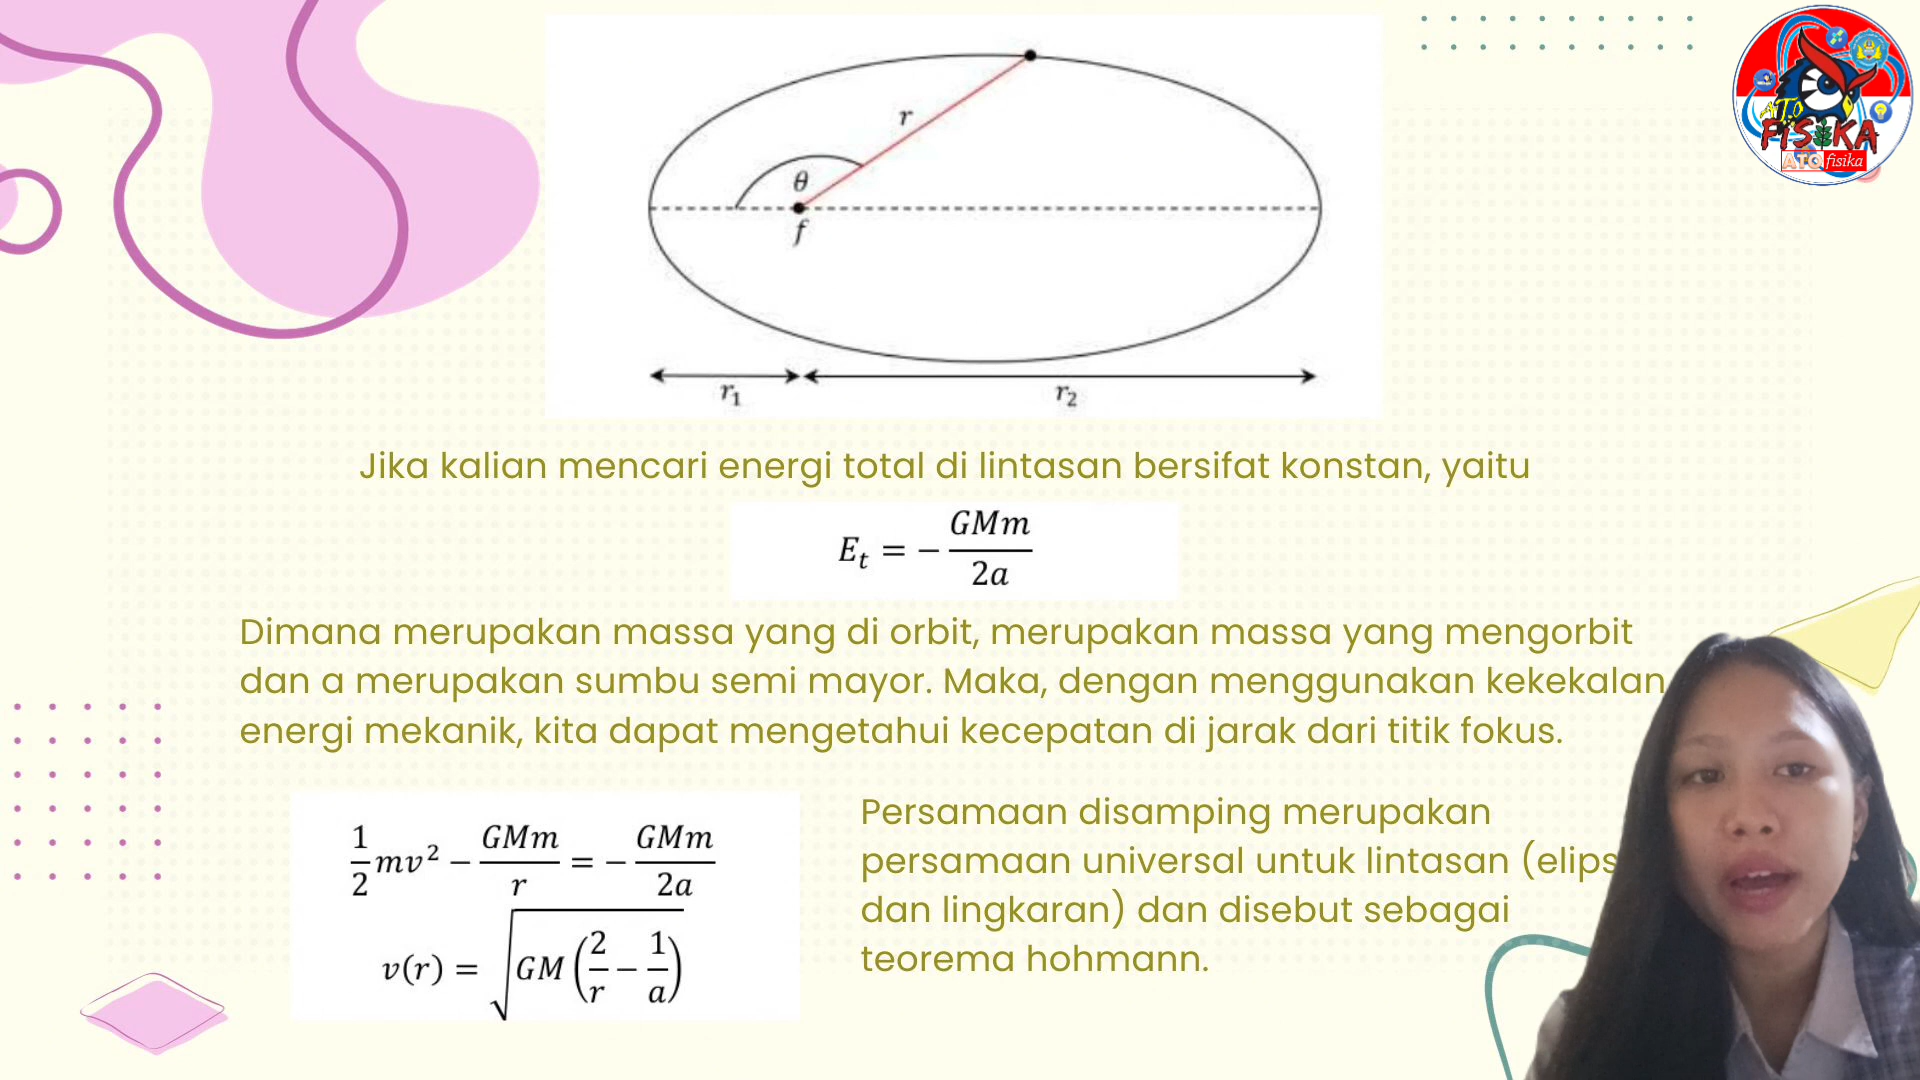 r
θ
f
r₁ r₂
ATO
FISIKA
ATO fisika
Jika kalian mencari energi total di lintasan bersifat konstan, yaitu
E_t = − GMm / 2a
Dimana merupakan massa yang di orbit, merupakan massa yang mengorbit
dan a merupakan sumbu semi mayor. Maka, dengan menggunakan kekekalan
energi mekanik, kita dapat mengetahui kecepatan di jarak dari titik fokus.
1/2 mv² − GMm/r = − GMm/2a
v(r) = √(GM (2/r − 1/a))
Persamaan disamping merupakan
persamaan universal untuk lintasan (elips
dan lingkaran) dan disebut sebagai
teorema hohmann.